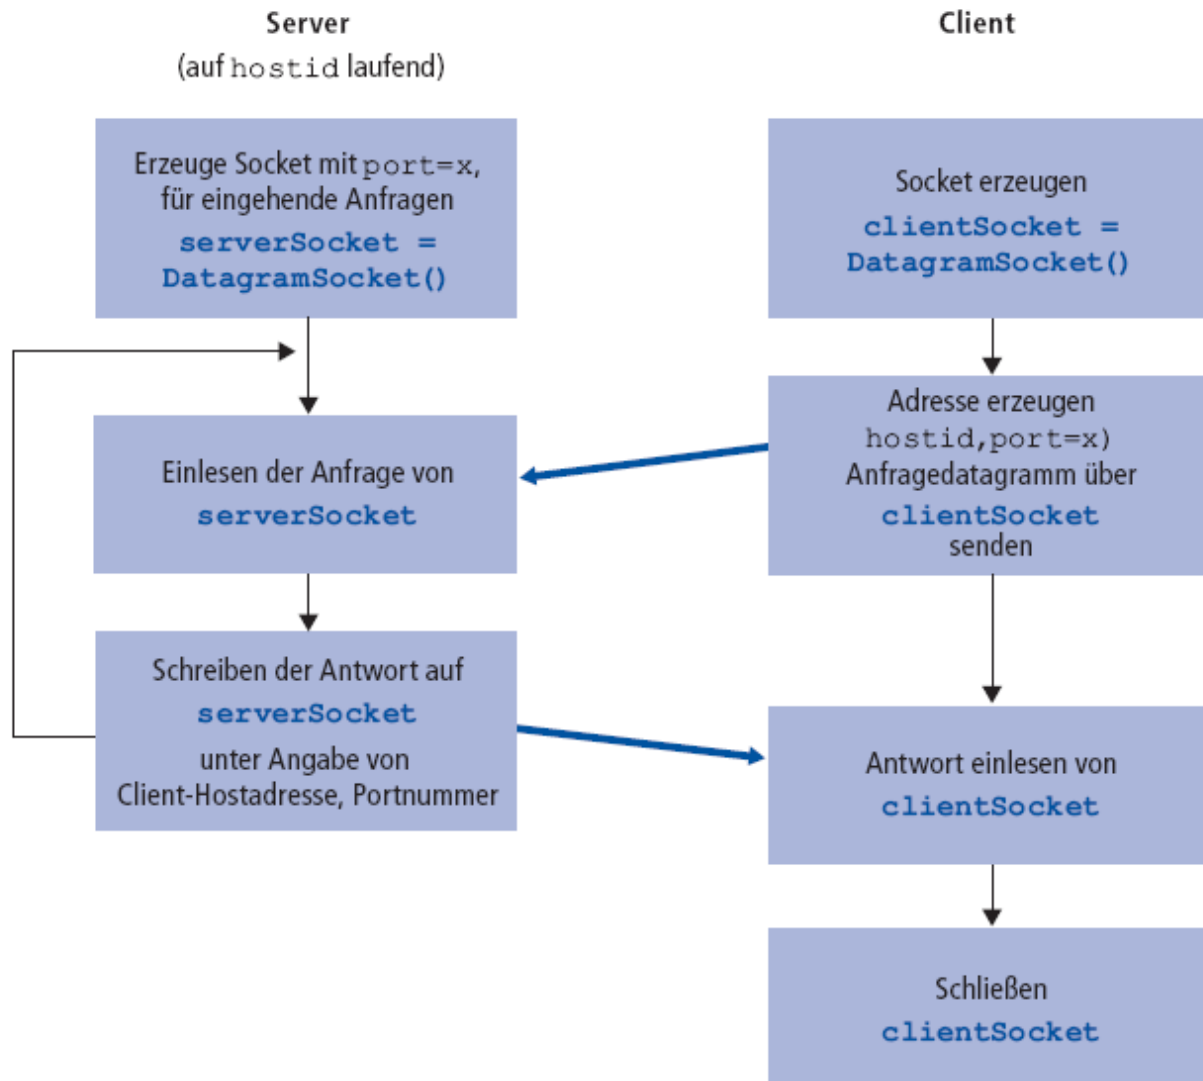 Server
(auf hostid laufend)
Erzeuge Socket mit port=x,
für eingehende Anfragen
serverSocket =
DatagramSocket()
Einlesen der Anfrage von
serverSocket
Schreiben der Antwort auf
serverSocket
unter Angabe von
Client-Hostadresse, Portnummer
Client
Socket erzeugen
clientSocket =
DatagramSocket()
Adresse erzeugen
hostid,port=x)
Anfragedatagramm über
clientSocket
senden
Antwort einlesen von
clientSocket
Schließen
clientSocket